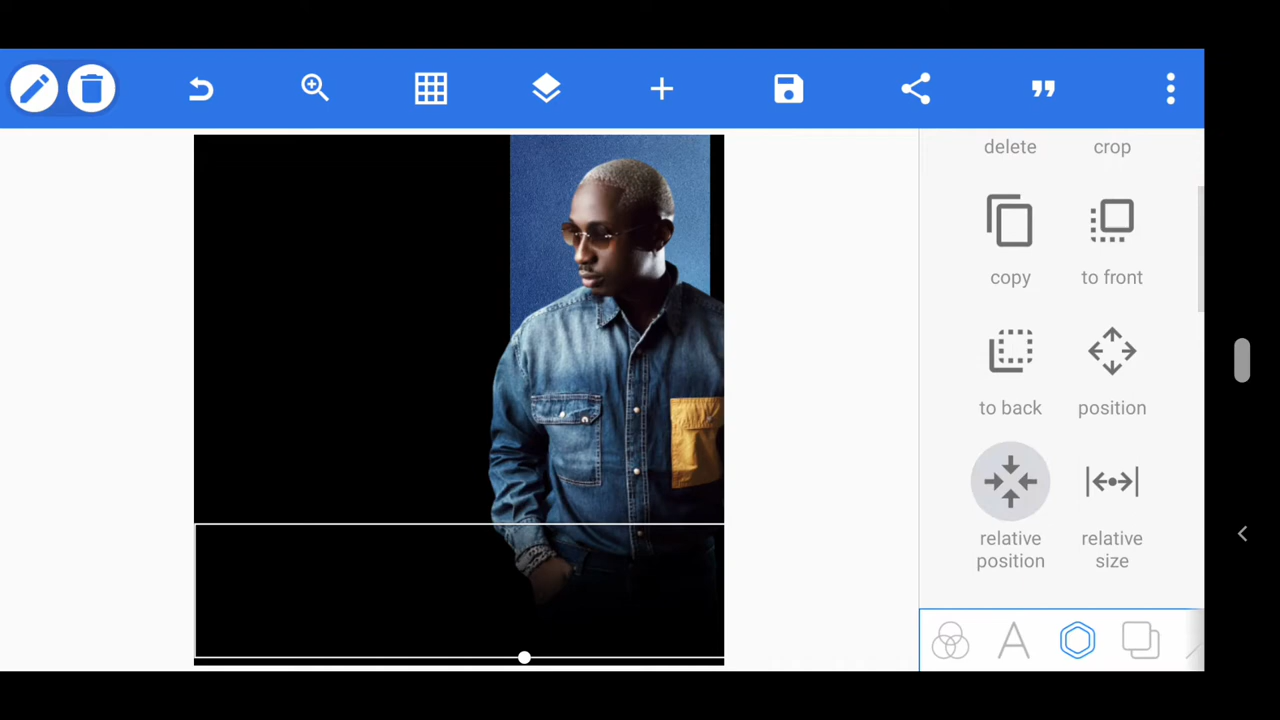 delete
crop
copy
to front
to back
position
relative
position
relative
size